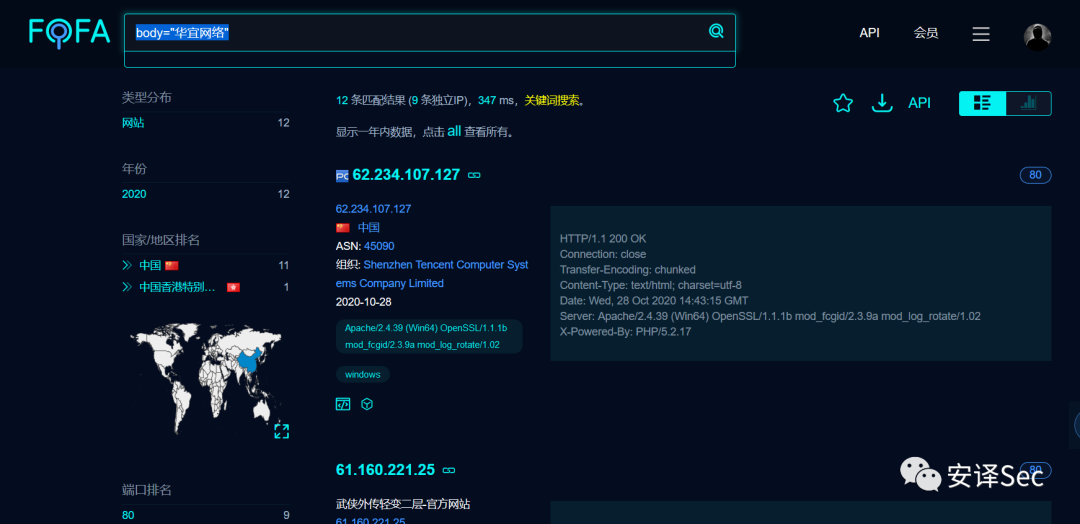 FOFA
body="华宜网络"
API
会员
类型分布
网站 12
年份
2020 12
国家/地区排名
中国 11
中国香港特别... 1
端口排名
80 9
12 条匹配结果 (9 条独立IP)，347 ms，关键词搜索。
显示一年内数据，点击 all 查看所有。
API
62.234.107.127
80
62.234.107.127
中国
ASN: 45090
组织: Shenzhen Tencent Computer Syst
ems Company Limited
2020-10-28
Apache/2.4.39 (Win64) OpenSSL/1.1.1b
mod_fcgid/2.3.9a mod_log_rotate/1.02
windows
HTTP/1.1 200 OK
Connection: close
Transfer-Encoding: chunked
Content-Type: text/html; charset=utf-8
Date: Wed, 28 Oct 2020 14:43:15 GMT
Server: Apache/2.4.39 (Win64) OpenSSL/1.1.1b mod_fcgid/2.3.9a mod_log_rotate/1.02
X-Powered-By: PHP/5.2.17
61.160.221.25
80
武侠外传轻变二层-官方网站
61.160.221.25
安译Sec